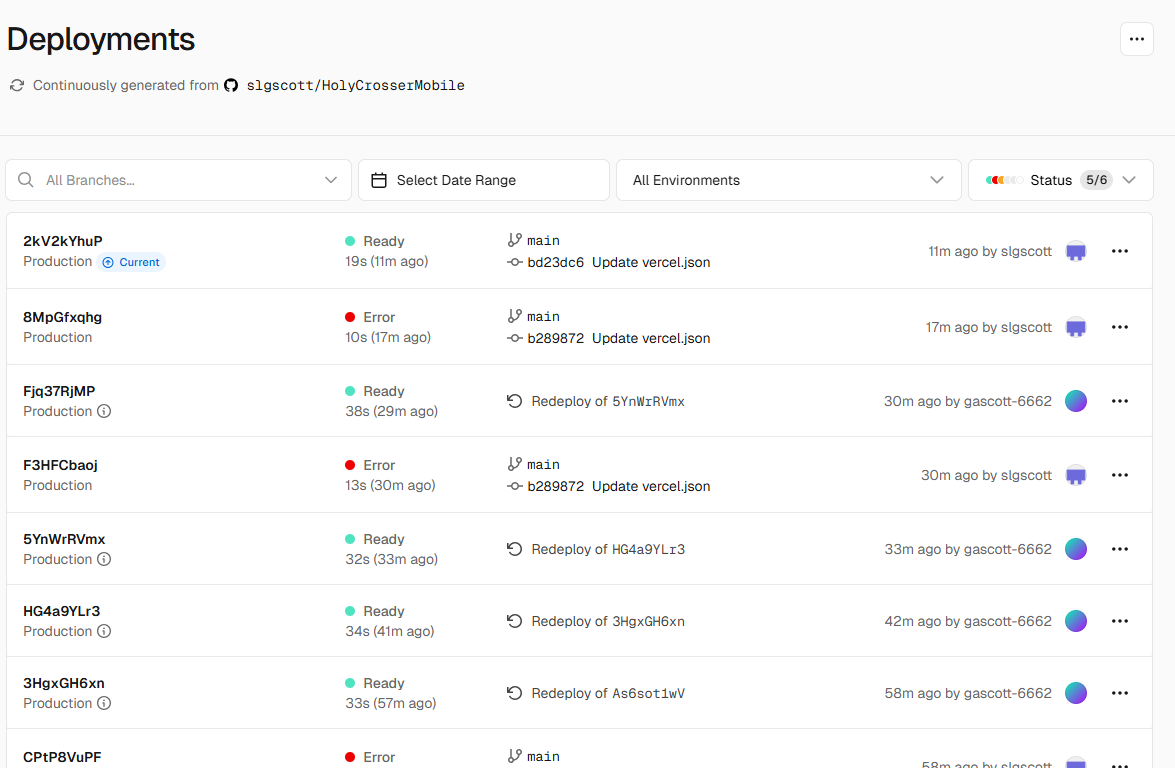 Deployments
Continuously generated from slgscott/HolyCrosserMobile
All Branches...
Select Date Range
All Environments
Status 5/6
2kV2kYhuP
Production Current
Ready
19s (11m ago)
main
bd23dc6 Update vercel.json
11m ago by slgscott
8MpGfxqhg
Production
Error
10s (17m ago)
main
b289872 Update vercel.json
17m ago by slgscott
Fjq37RjMP
Production
Ready
38s (29m ago)
Redeploy of 5YnWrRVmx
30m ago by gascott-6662
F3HFCbaoj
Production
Error
13s (30m ago)
main
b289872 Update vercel.json
30m ago by slgscott
5YnWrRVmx
Production
Ready
32s (33m ago)
Redeploy of HG4a9YLr3
33m ago by gascott-6662
HG4a9YLr3
Production
Ready
34s (41m ago)
Redeploy of 3HgxGH6xn
42m ago by gascott-6662
3HgxGH6xn
Production
Ready
33s (57m ago)
Redeploy of As6sot1wV
58m ago by gascott-6662
CPtP8VuPF
Error
main
58m ago by slgscott